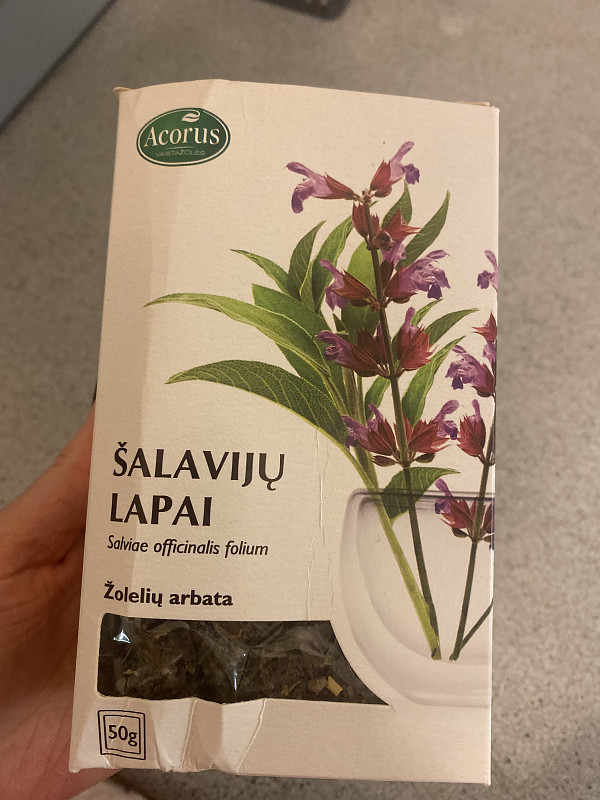 Acorus
VAISTAŽOLĖS
ŠALAVIJŲ
LAPAI
Salviae officinalis folium
Žolelių arbata
50g